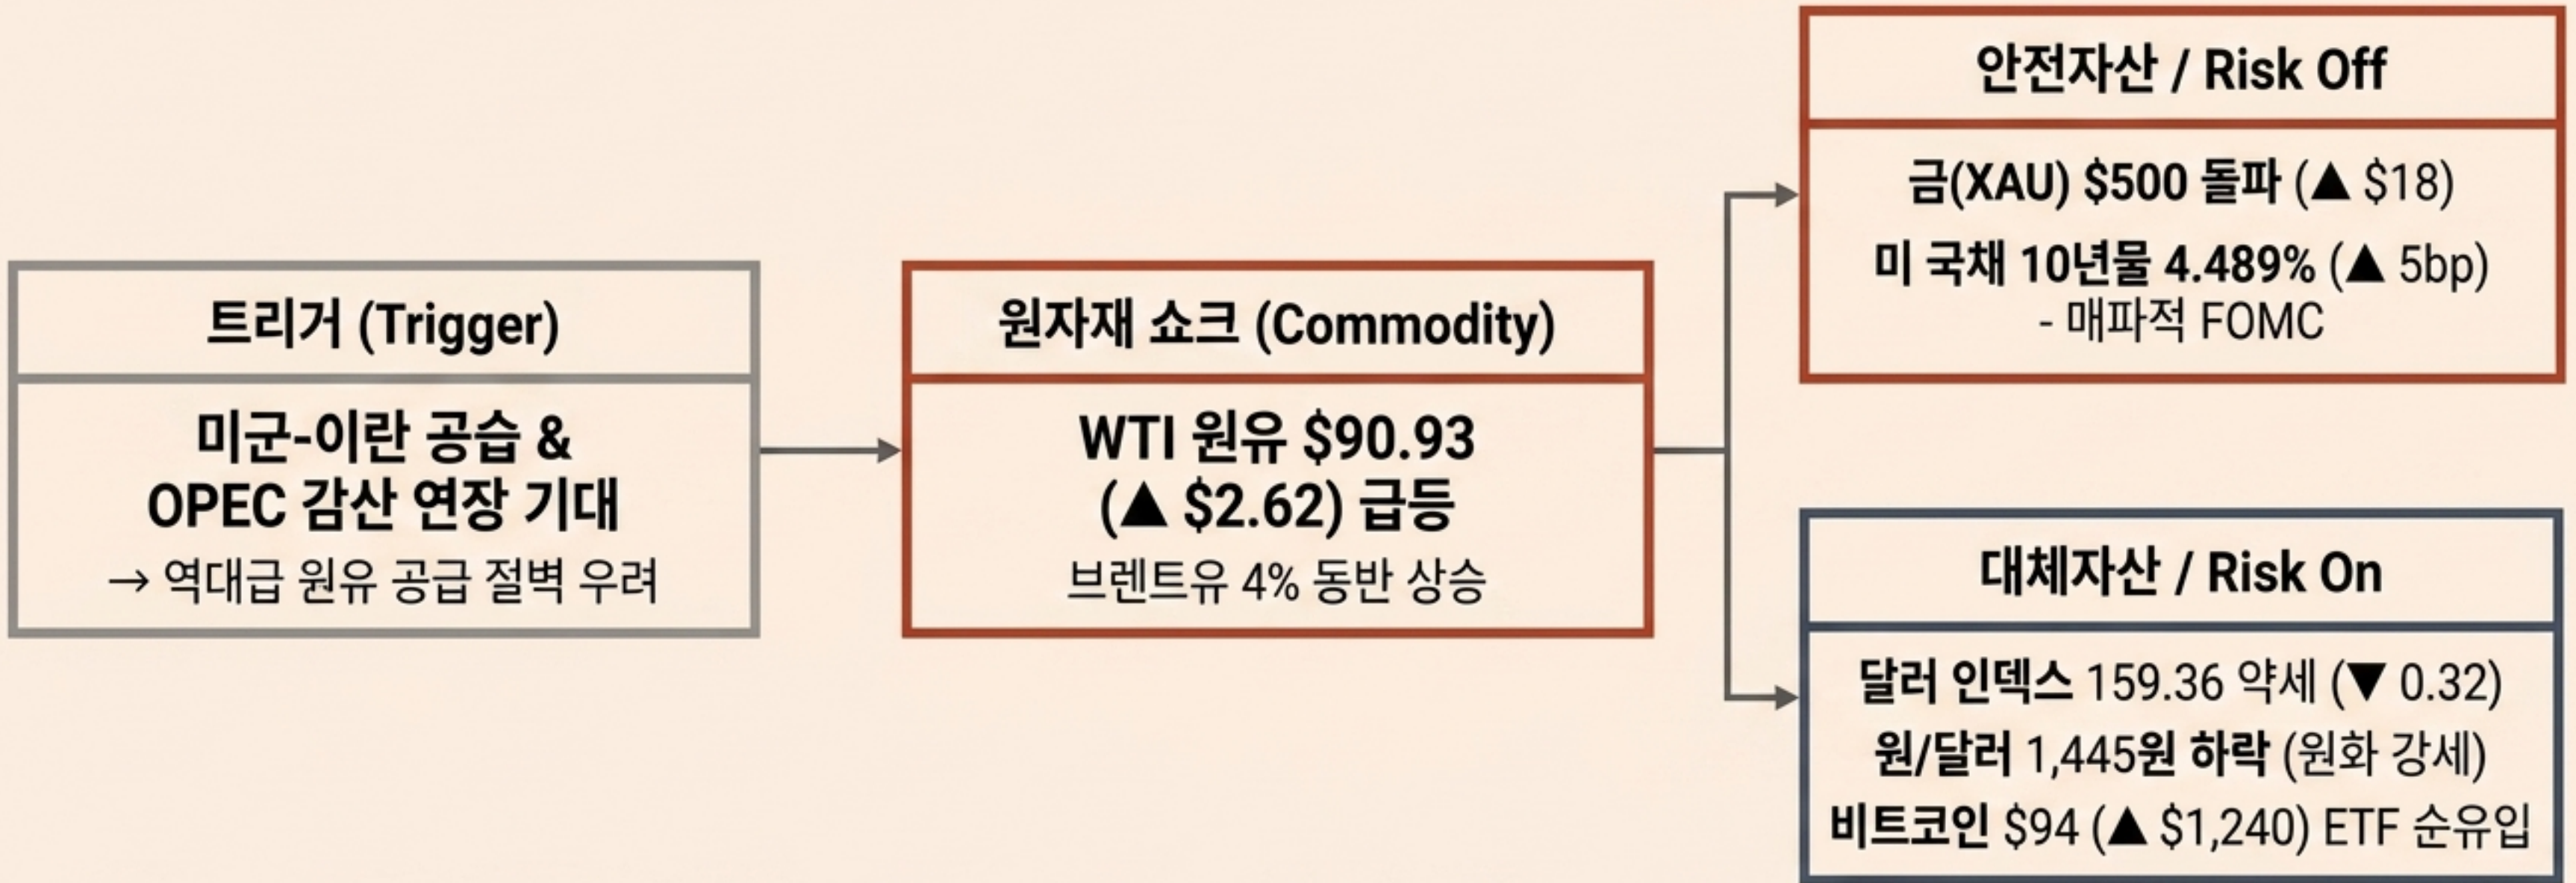 트리거 (Trigger)
미군-이란 공습 &
OPEC 감산 연장 기대
→ 역대급 원유 공급 절벽 우려
원자재 쇼크 (Commodity)
WTI 원유 $90.93
(▲ $2.62) 급등
브렌트유 4% 동반 상승
안전자산 / Risk Off
금(XAU) $500 돌파 (▲ $18)
미 국채 10년물 4.489% (▲ 5bp)
- 매파적 FOMC
대체자산 / Risk On
달러 인덱스 159.36 약세 (▼ 0.32)
원/달러 1,445원 하락 (원화 강세)
비트코인 $94 (▲ $1,240) ETF 순유입